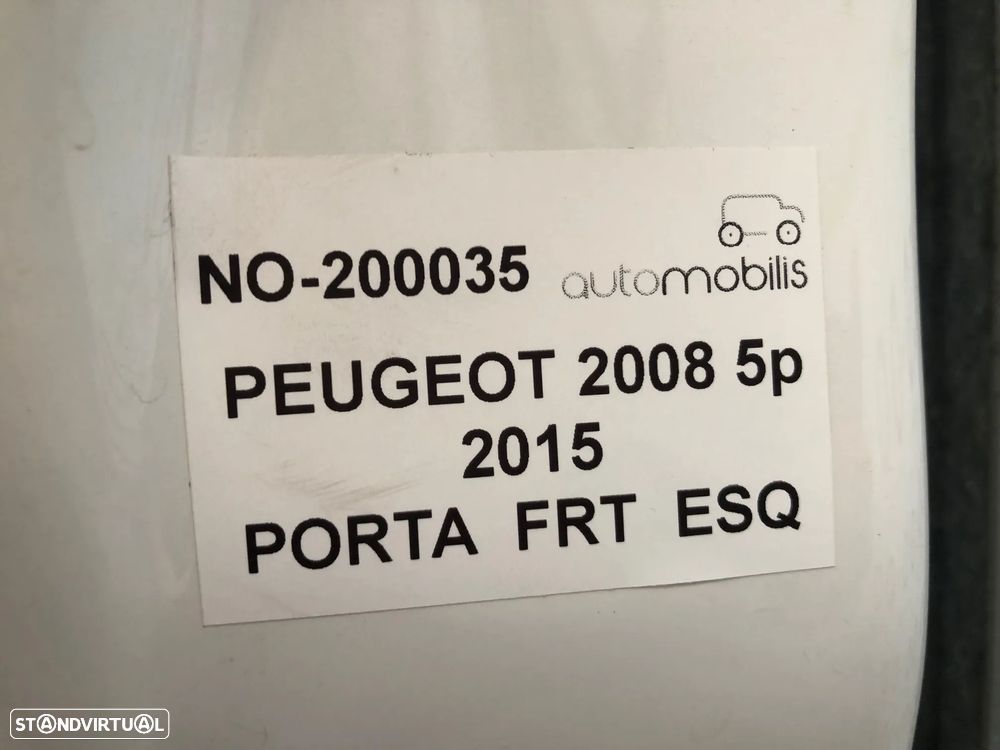 NO-200035
automobilis
PEUGEOT 2008 5p
2015
PORTA FRT ESQ
STANDVIRTUAL